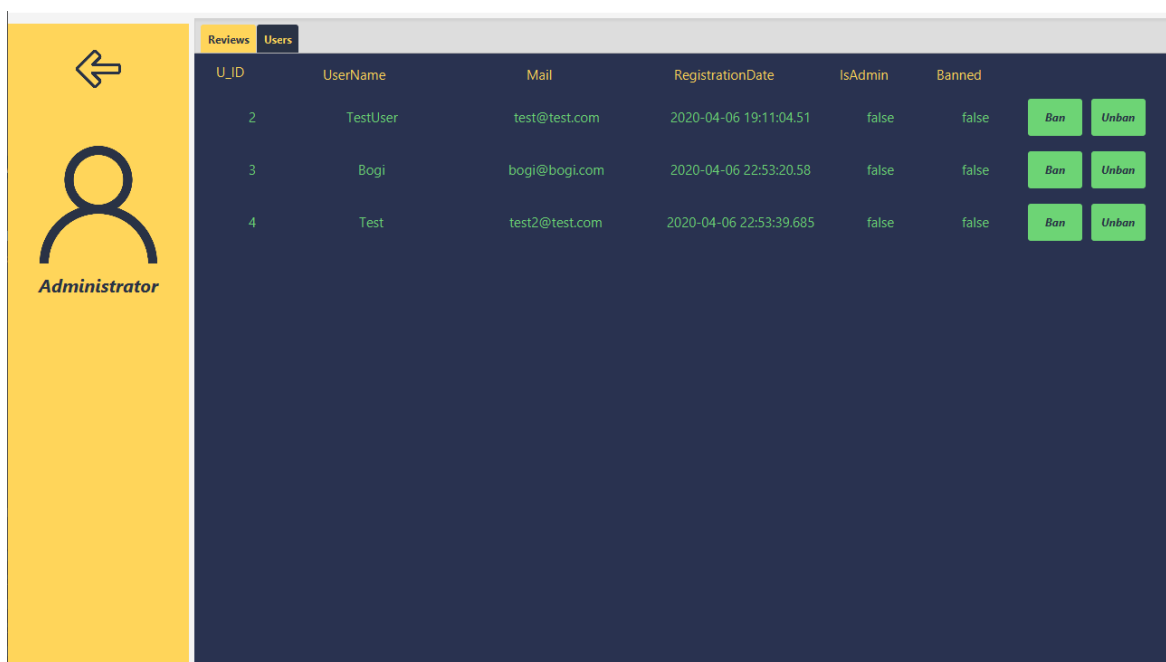 Reviews Users
U_ID UserName Mail RegistrationDate IsAdmin Banned
2 TestUser test@test.com 2020-04-06 19:11:04.51 false false Ban Unban
3 Bogi bogi@bogi.com 2020-04-06 22:53:20.58 false false Ban Unban
4 Test test2@test.com 2020-04-06 22:53:39.685 false false Ban Unban
Administrator